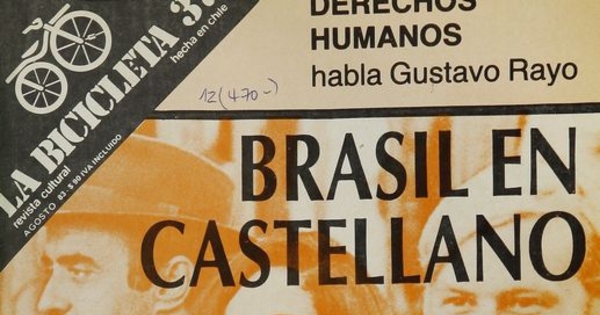 LA BICICLETA 3
hecha en chile
revista cultural
AGOSTO 83 - $90 IVA INCLUIDO
DERECHOS
HUMANOS
habla Gustavo Rayo
12 (470-)
BRASIL EN
CASTELLANO